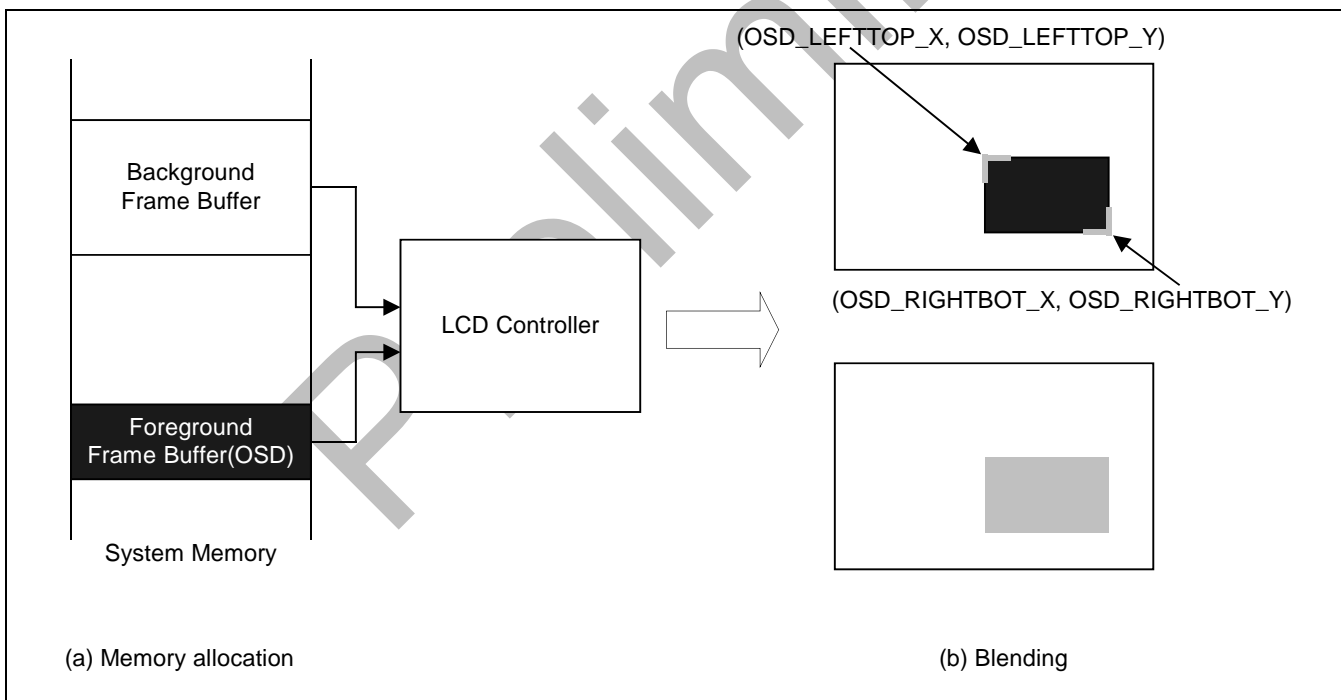 (OSD_LEFTTOP_X, OSD_LEFTTOP_Y)
Background
Frame Buffer
LCD Controller
(OSD_RIGHTBOT_X, OSD_RIGHTBOT_Y)
Foreground
Frame Buffer(OSD)
System Memory
(a) Memory allocation
(b) Blending